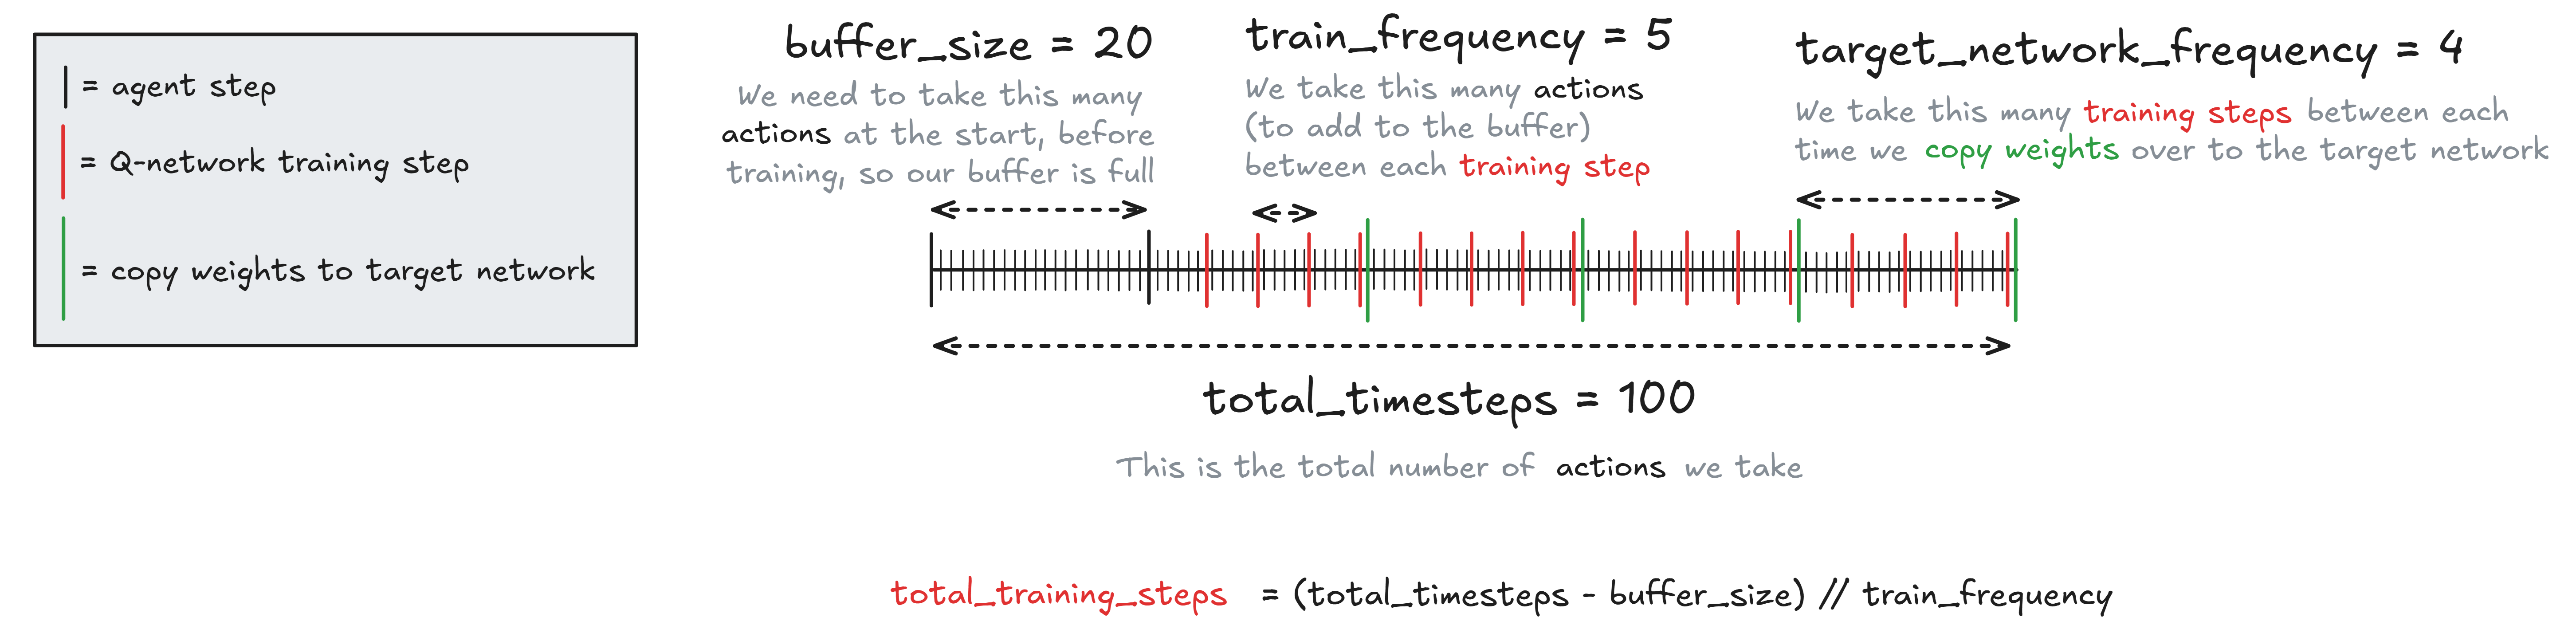 = agent step
= Q-network training step
= copy weights to target network
buffer_size = 20
We need to take this many
actions at the start, before
training, so our buffer is full
train_frequency = 5
We take this many actions
(to add to the buffer)
between each training step
target_network_frequency = 4
We take this many training steps between each
time we copy weights over to the target network
total_timesteps = 100
This is the total number of actions we take
total_training_steps = (total_timesteps - buffer_size) // train_frequency